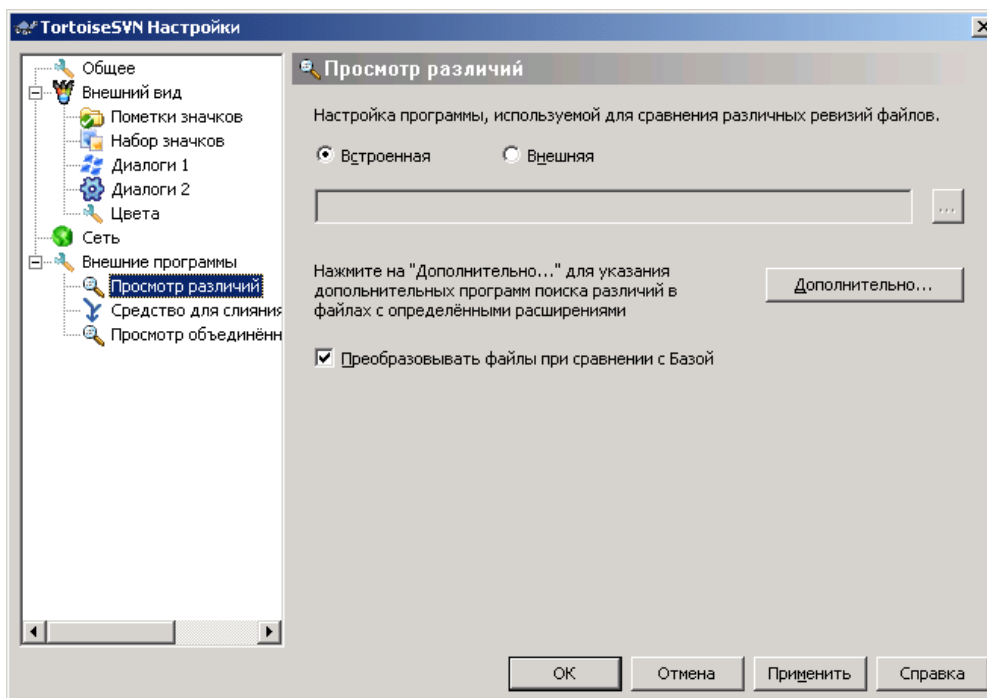 TortoiseSVN Настройки
Общее
Внешний вид
Пометки значков
Набор значков
Диалоги 1
Диалоги 2
Цвета
Сеть
Внешние программы
Просмотр различий
Средство для слияния
Просмотр объединённ
Просмотр различий
Настройка программы, используемой для сравнения различных ревизий файлов.
Встроенная
Внешняя
...
Нажмите на "Дополнительно..." для указания
допольнительных программ поиска различий в
файлах с определёнными расширениями
Дополнительно...
Преобразовывать файлы при сравнении с Базой
ОК
Отмена
Применить
Справка